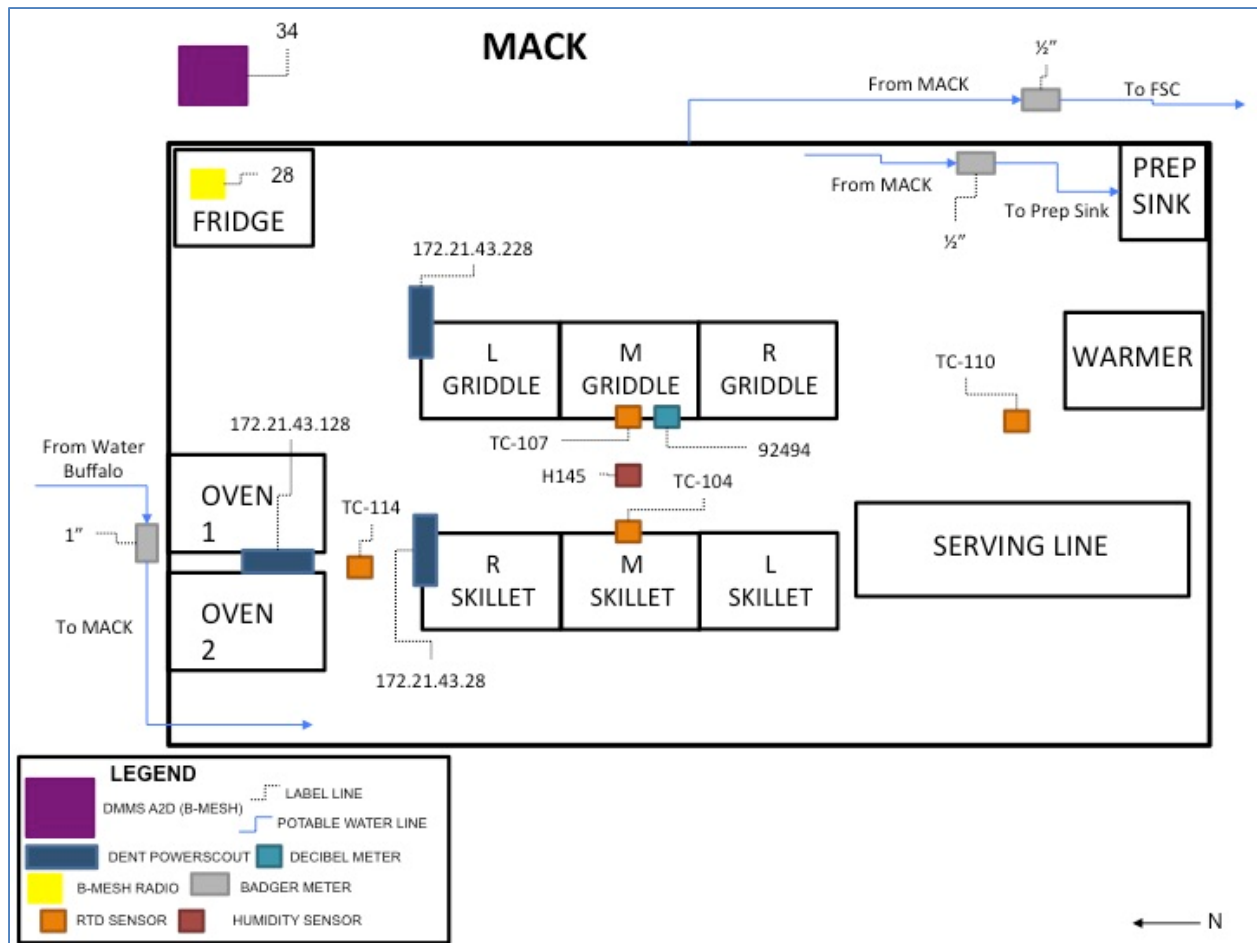 34
MACK
½”
From MACK
To FSC
28
FRIDGE
From MACK
To Prep Sink
½”
PREP
SINK
172.21.43.228
L
GRIDDLE
M
GRIDDLE
R
GRIDDLE
WARMER
TC-110
172.21.43.128
TC-107
92494
From Water
Buffalo
H145
TC-104
OVEN
1
TC-114
1”
R
SKILLET
M
SKILLET
L
SKILLET
SERVING LINE
OVEN
2
To MACK
172.21.43.28
LEGEND
DMMS A2D (B-MESH)
LABEL LINE
POTABLE WATER LINE
DENT POWERSCOUT
DECIBEL METER
B-MESH RADIO
BADGER METER
RTD SENSOR
HUMIDITY SENSOR
N